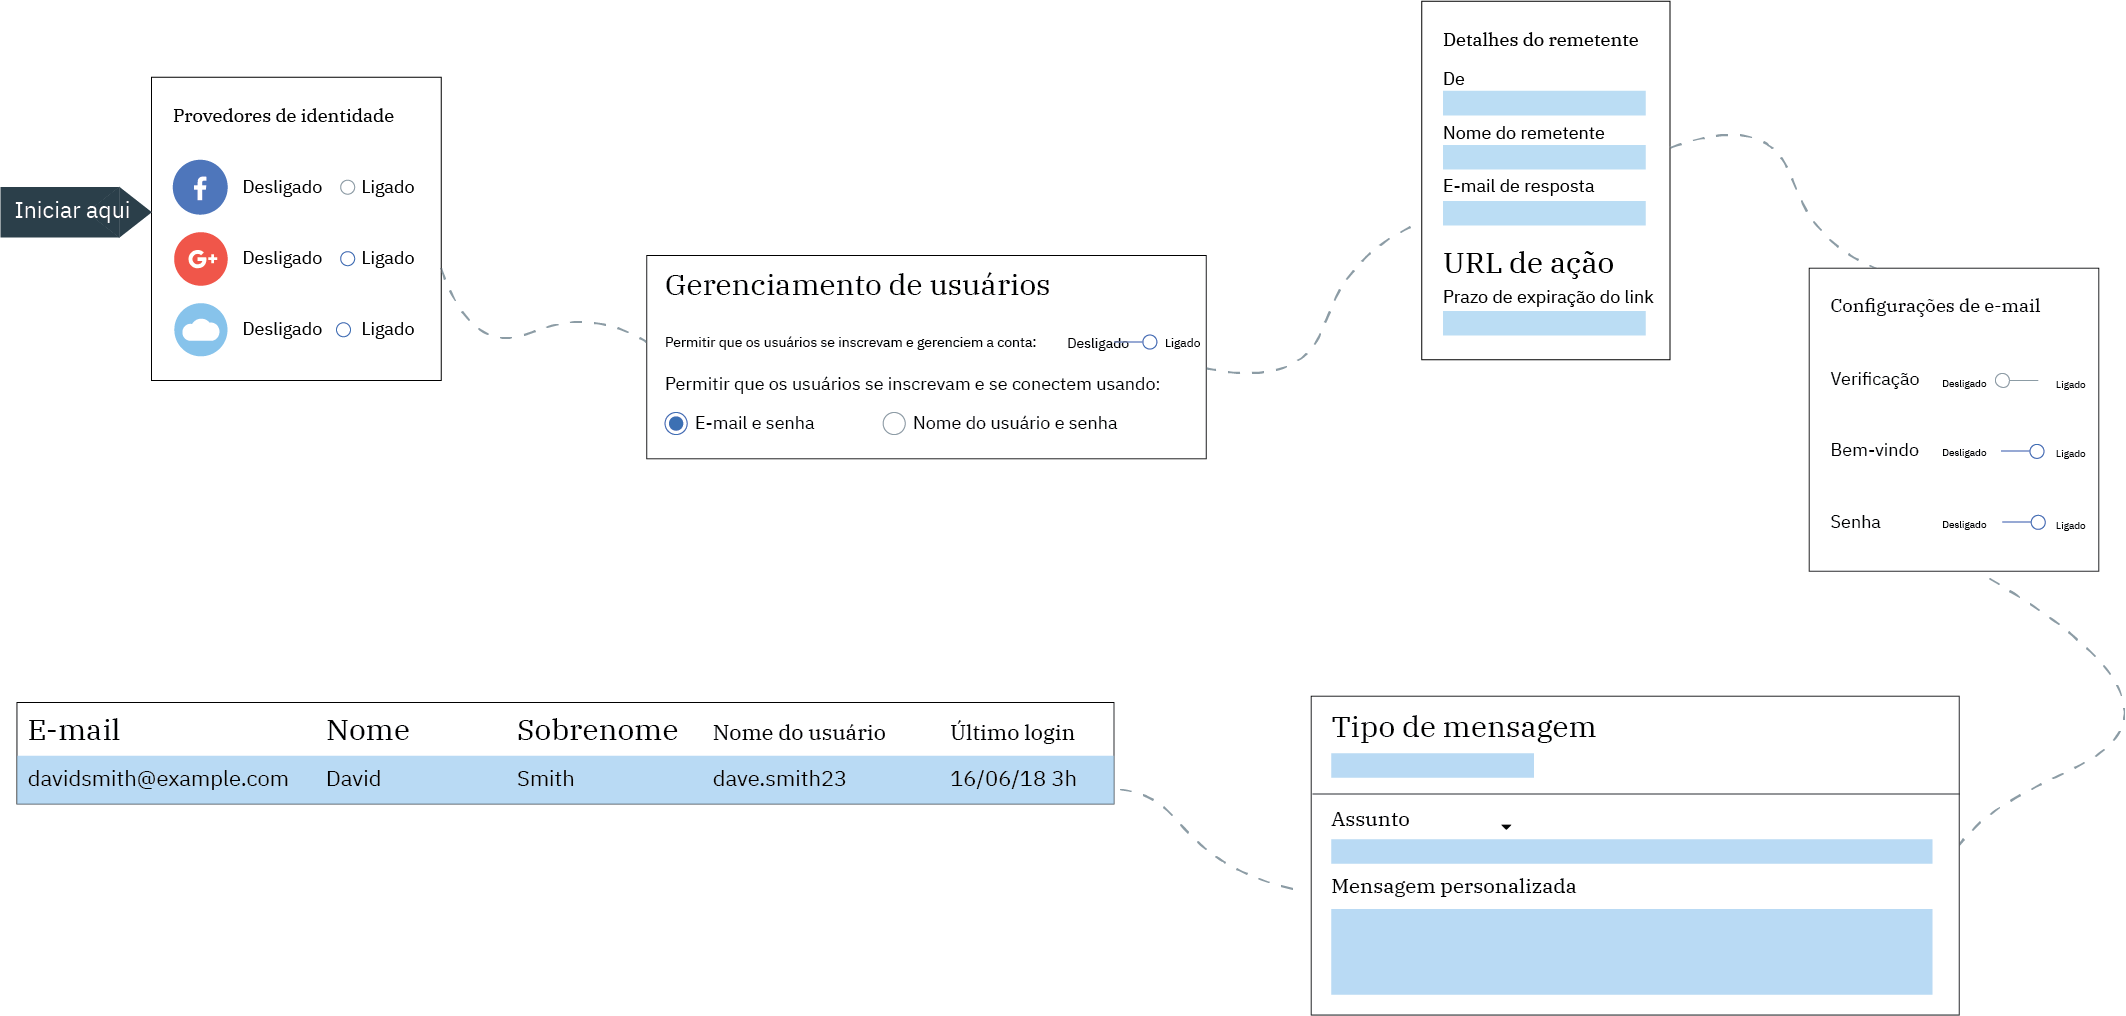 Iniciar aqui
Provedores de identidade
Desligado Ligado
G+ Desligado Ligado
Desligado Ligado
Gerenciamento de usuários
Permitir que os usuários se inscrevam e gerenciem a conta: Desligado Ligado
Permitir que os usuários se inscrevam e se conectem usando:
E-mail e senha Nome do usuário e senha
Detalhes do remetente
De
Nome do remetente
E-mail de resposta
URL de ação
Prazo de expiração do link
Configurações de e-mail
Verificação Desligado Ligado
Bem-vindo Desligado Ligado
Senha Desligado Ligado
Tipo de mensagem
Assunto
Mensagem personalizada
E-mail Nome Sobrenome Nome do usuário Último login
davidsmith@example.com David Smith dave.smith23 16/06/18 3h